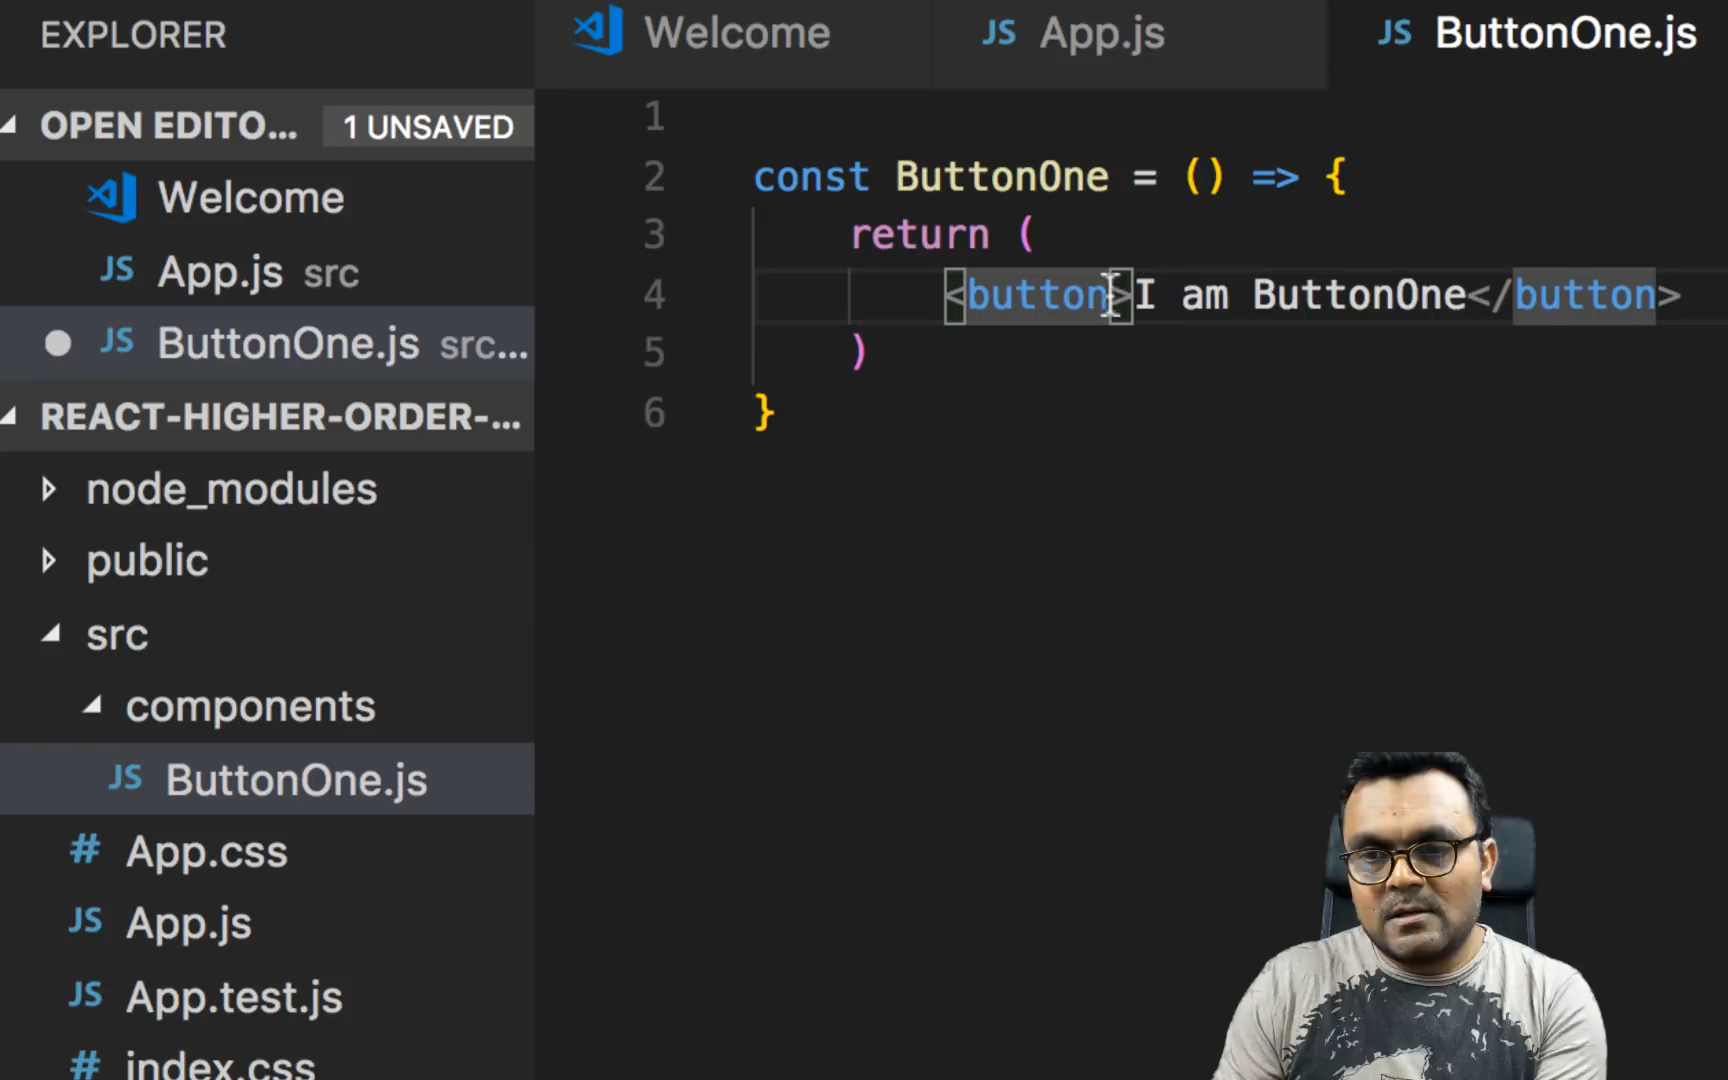 EXPLORER
OPEN EDITO... 1 UNSAVED
Welcome
App.js src
ButtonOne.js src...
REACT-HIGHER-ORDER-...
node_modules
public
src
components
JS ButtonOne.js
# App.css
JS App.js
JS App.test.js
# index.css
Welcome
JS App.js
JS ButtonOne.js
1
2 const ButtonOne = () => {
3 return (
4 <button>I am ButtonOne</button>
5 )
6 }